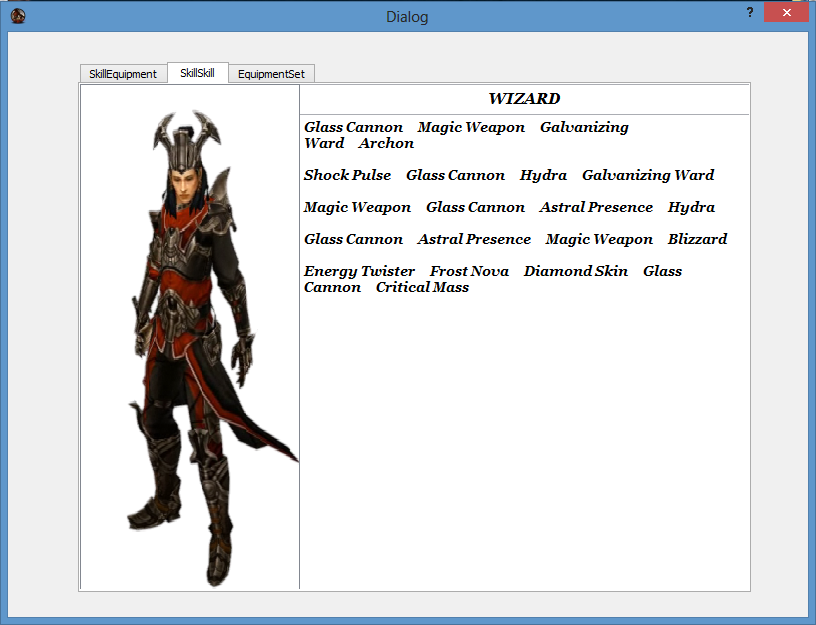 Dialog
?
SkillEquipment SkillSkill EquipmentSet
WIZARD
Glass Cannon Magic Weapon Galvanizing
Ward Archon
Shock Pulse Glass Cannon Hydra Galvanizing Ward
Magic Weapon Glass Cannon Astral Presence Hydra
Glass Cannon Astral Presence Magic Weapon Blizzard
Energy Twister Frost Nova Diamond Skin Glass
Cannon Critical Mass